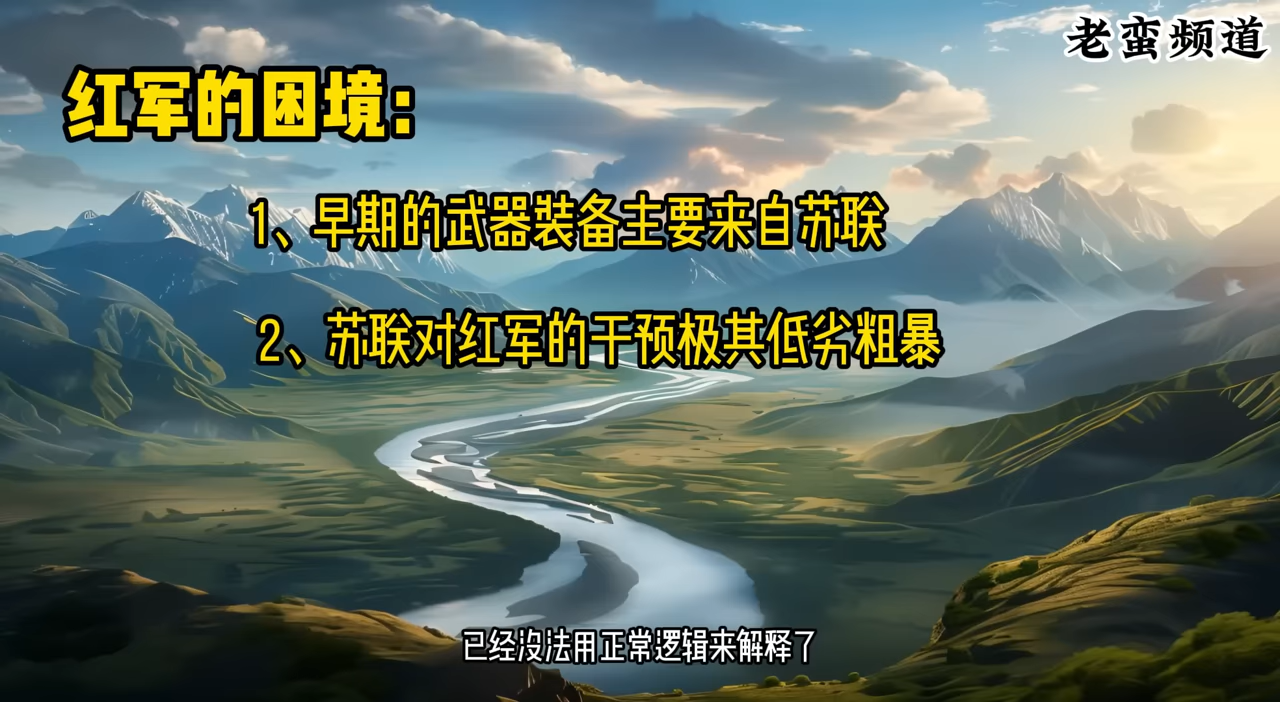 老蛮频道
红军的困境：
1、早期的武器装备主要来自苏联
2、苏联对红军的干预极其低劣粗暴
已经没法用正常逻辑来解释了